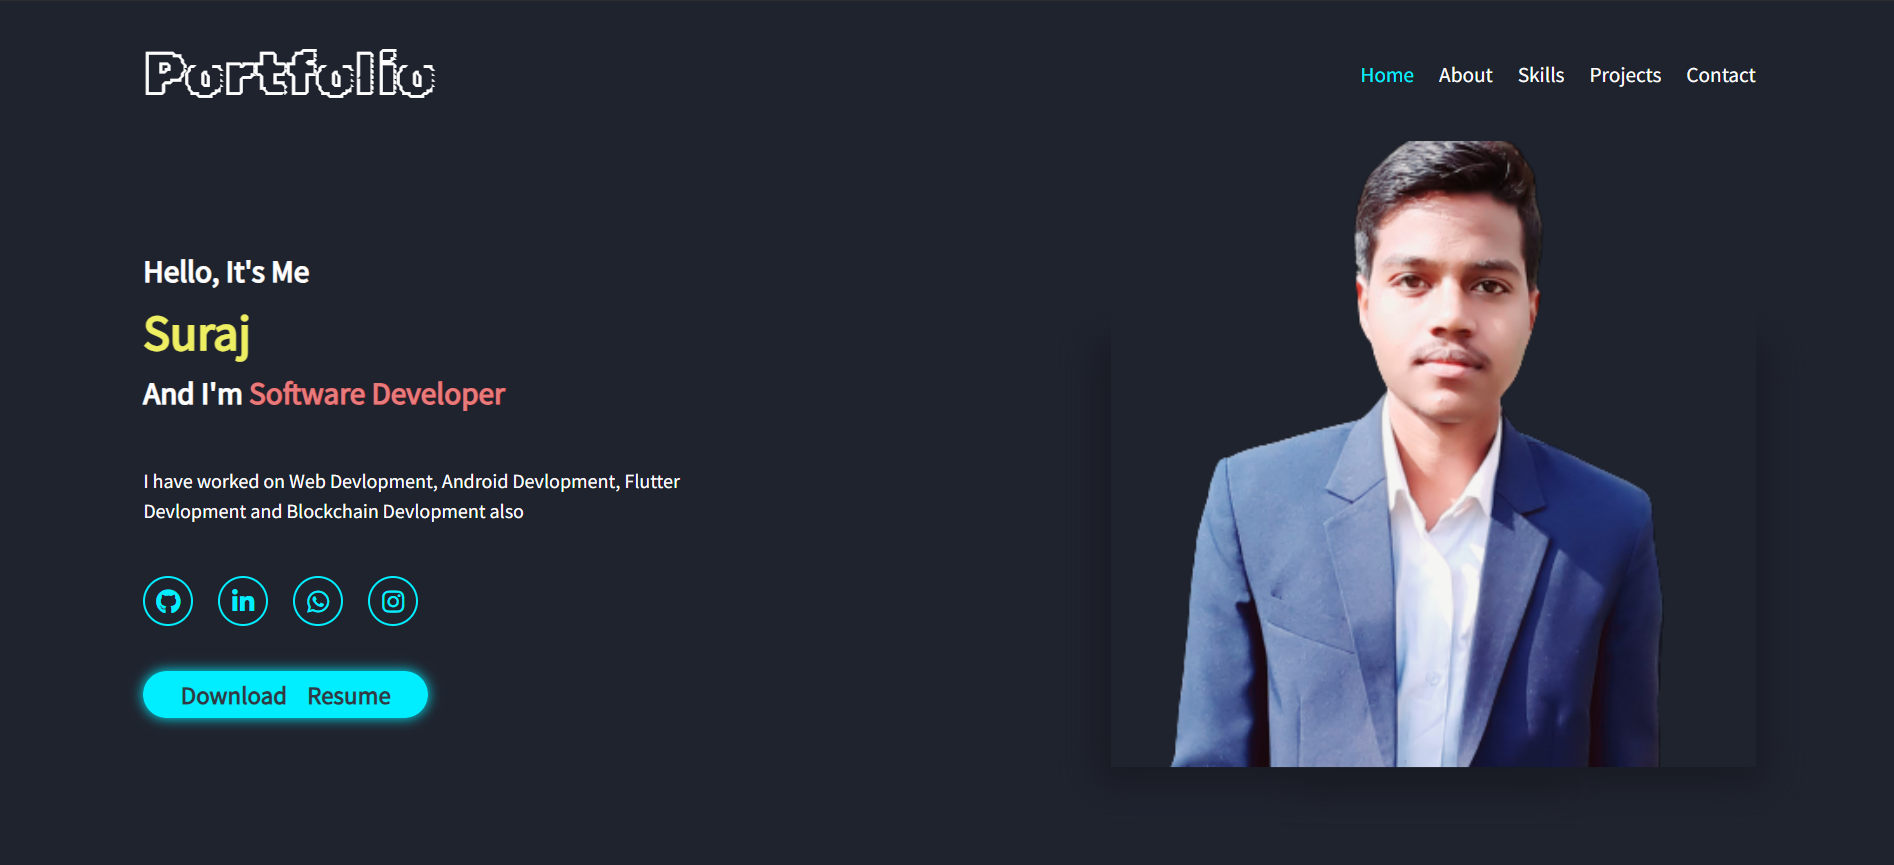 Portfolio
Home About Skills Projects Contact
Hello, It's Me
Suraj
And I'm Software Developer
I have worked on Web Devlopment, Android Devlopment, Flutter
Devlopment and Blockchain Devlopment also
in
Download Resume